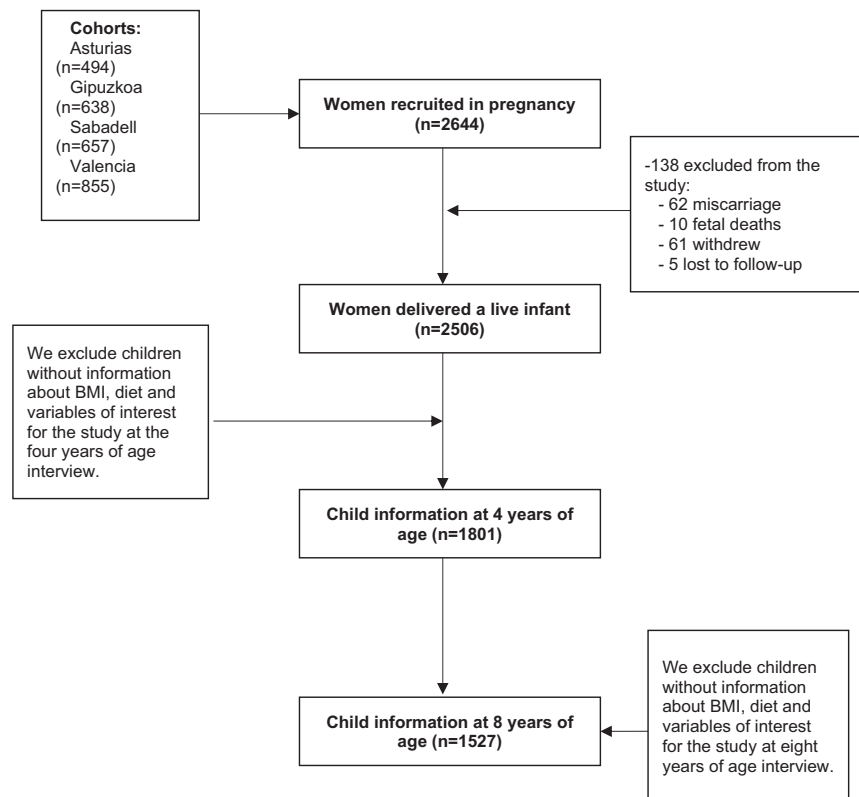 Cohorts:
Asturias
(n=494)
Gipuzkoa
(n=638)
Sabadell
(n=657)
Valencia
(n=855)
Women recruited in pregnancy
(n=2644)
-138 excluded from the
study:
- 62 miscarriage
- 10 fetal deaths
- 61 withdrew
- 5 lost to follow-up
Women delivered a live infant
(n=2506)
We exclude children
without information
about BMI, diet and
variables of interest
for the study at the
four years of age
interview.
Child information at 4 years of
age (n=1801)
We exclude children
without information
about BMI, diet and
variables of interest
for the study at eight
years of age interview.
Child information at 8 years of
age (n=1527)